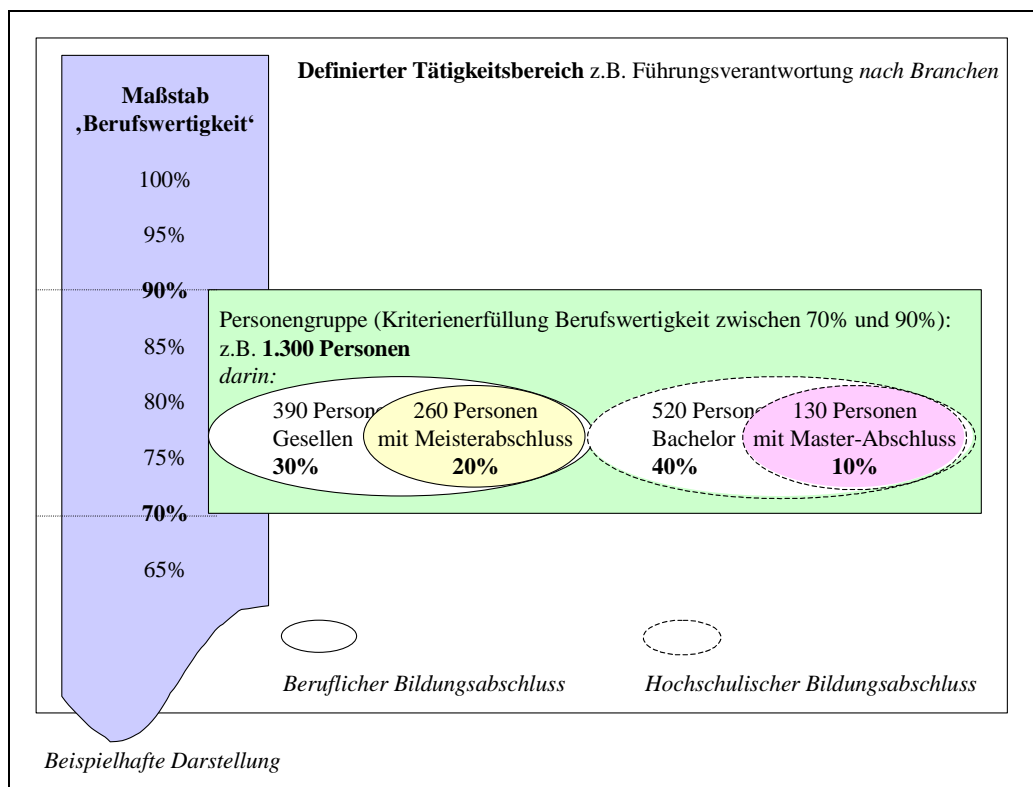 Definierter Tätigkeitsbereich z.B. Führungsverantwortung nach Branchen
Maßstab
‚Berufswertigkeit‘
100%
95%
90%
85%
80%
75%
70%
65%
Personengruppe (Kriterienerfüllung Berufswertigkeit zwischen 70% und 90%):
z.B. 1.300 Personen
darin:
390 Person
Gesellen
30%
260 Personen
mit Meisterabschluss
20%
520 Person
Bachelor
40%
130 Personen
mit Master-Abschluss
10%
Beruflicher Bildungsabschluss
Hochschulischer Bildungsabschluss
Beispielhafte Darstellung